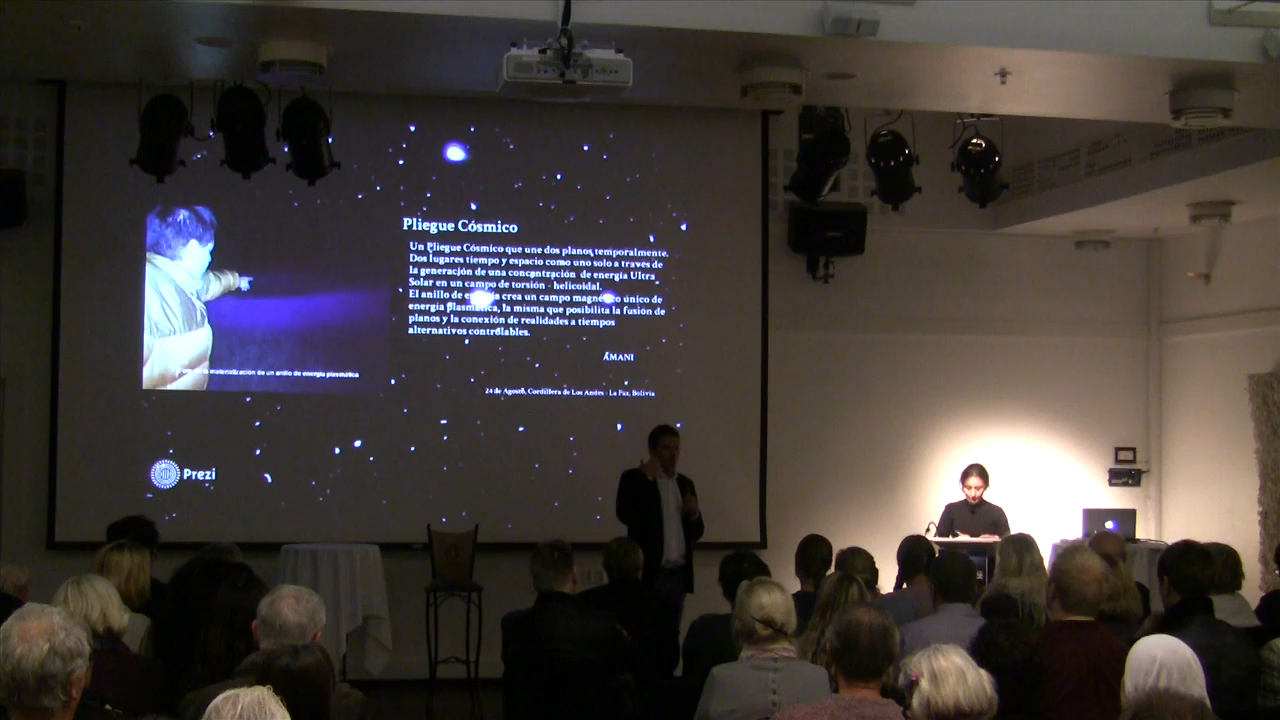 Pliegue Cósmico
Un Pliegue Cósmico que une dos planos temporalmente.
Dos lugares tiempo y espacio como uno solo a través de
la generación de una concentración de energía Ultra
Solar en un campo de torsión - helicoidal.
El anillo de energía crea un campo magnético único de
energía plasmática, la misma que posibilita la fusión de
planos y la conexión de realidades a tiempos
alternativos controlables.
AMANI
la materialización de un anillo de energía plasmática
24 de Agosto, Cordillera de Los Andes - La Paz, Bolivia
Prezi